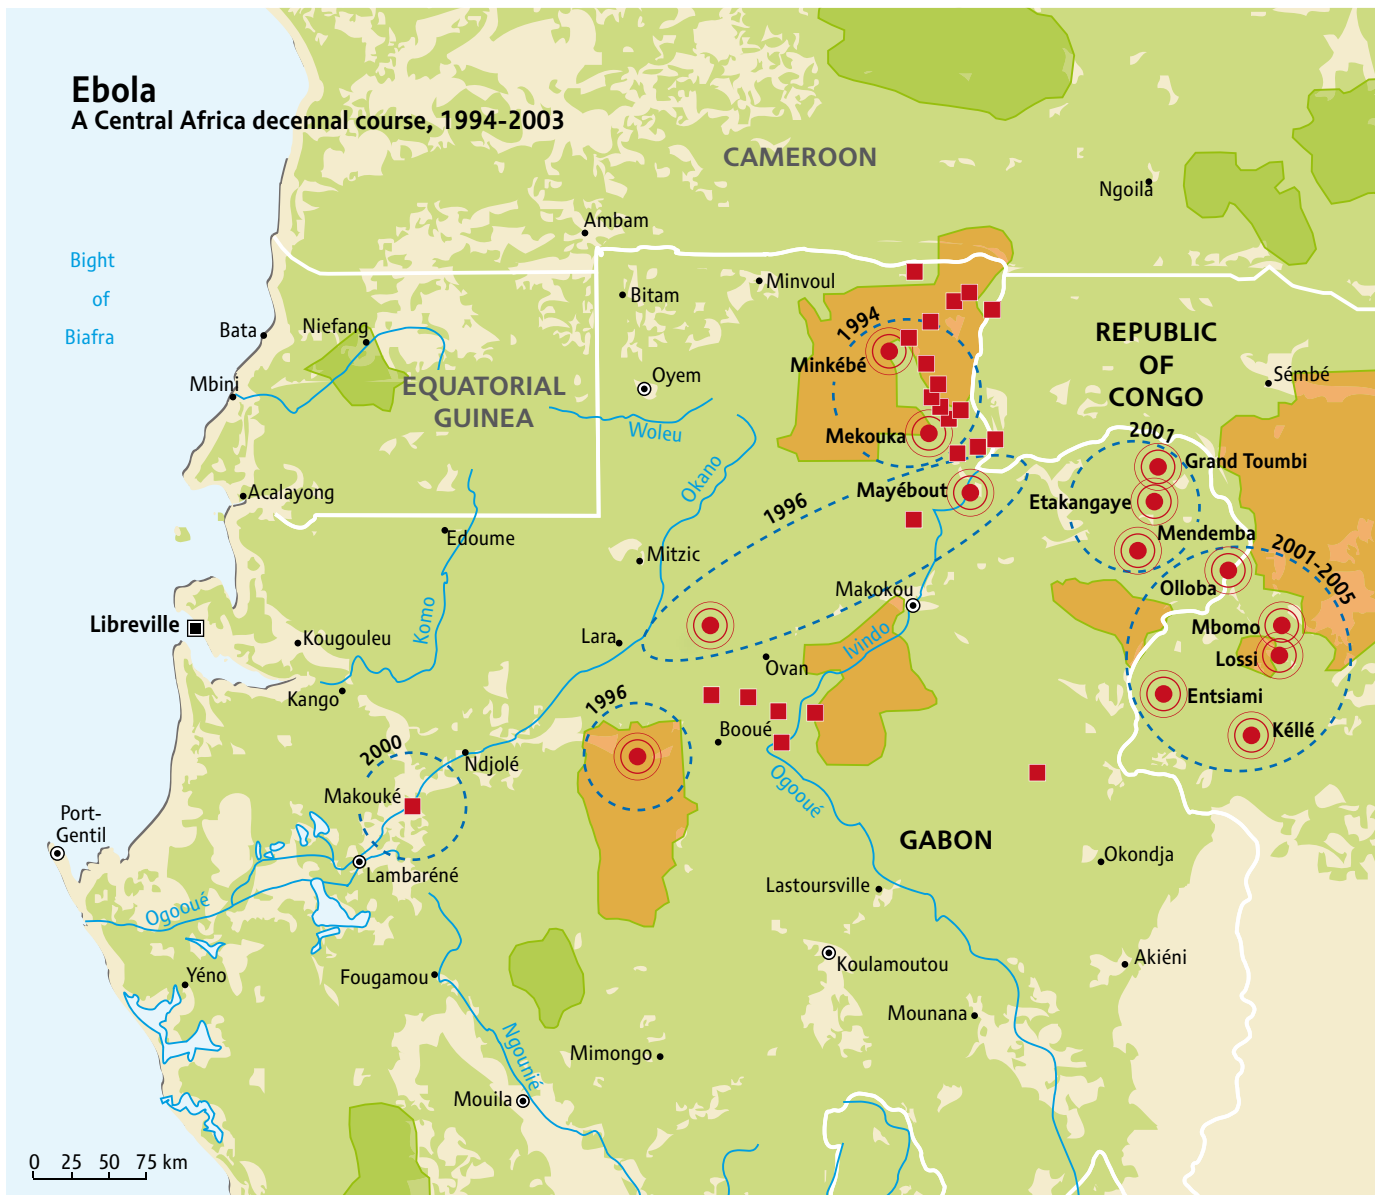 Ebola
A Central Africa decennal course, 1994-2003
CAMEROON
Ngoila
Ambam
Bight
of
Biafra
Minvoul
Bitam
Bata
Niefang
1994
REPUBLIC
OF
CONGO
Minkébé
Mbini
EQUATORIAL
GUINEA
Oyem
Sémbé
Woleu
Mekouka
2001
Grand Toumbi
Okano
Acalayong
Mayébout
Etakangaye
1996
Edoume
Mendemba
2001-2005
Mitzic
Makokou
Olloba
Libreville
Komo
Kougouleu
Lara
Ivindo
Mbomo
Lossi
Ovan
Kango
1996
Entsiami
Booué
Kéllé
2000
Ndjolé
Ogooué
Makouké
Port-
Gentil
GABON
Okondja
Lambaréné
Lastoursville
Ogooué
Koulamoutou
Akiéni
Yéno
Fougamou
Mounana
Ngounié
Mimongo
Mouila
0 25 50 75 km